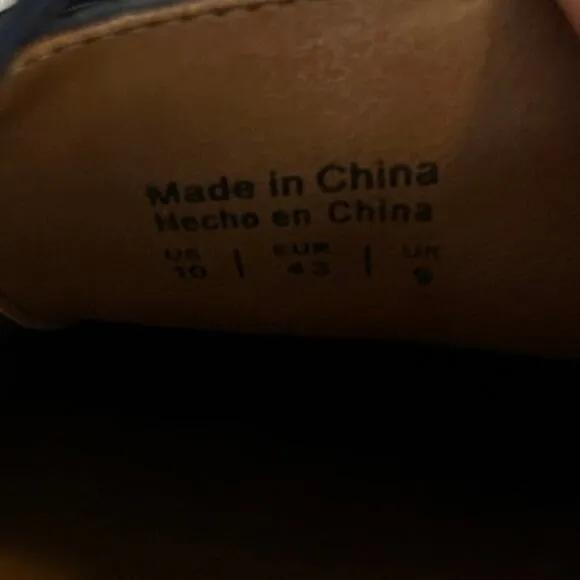 Made in China
Hecho en China
US | EUR | UK
10 | 43 | 9